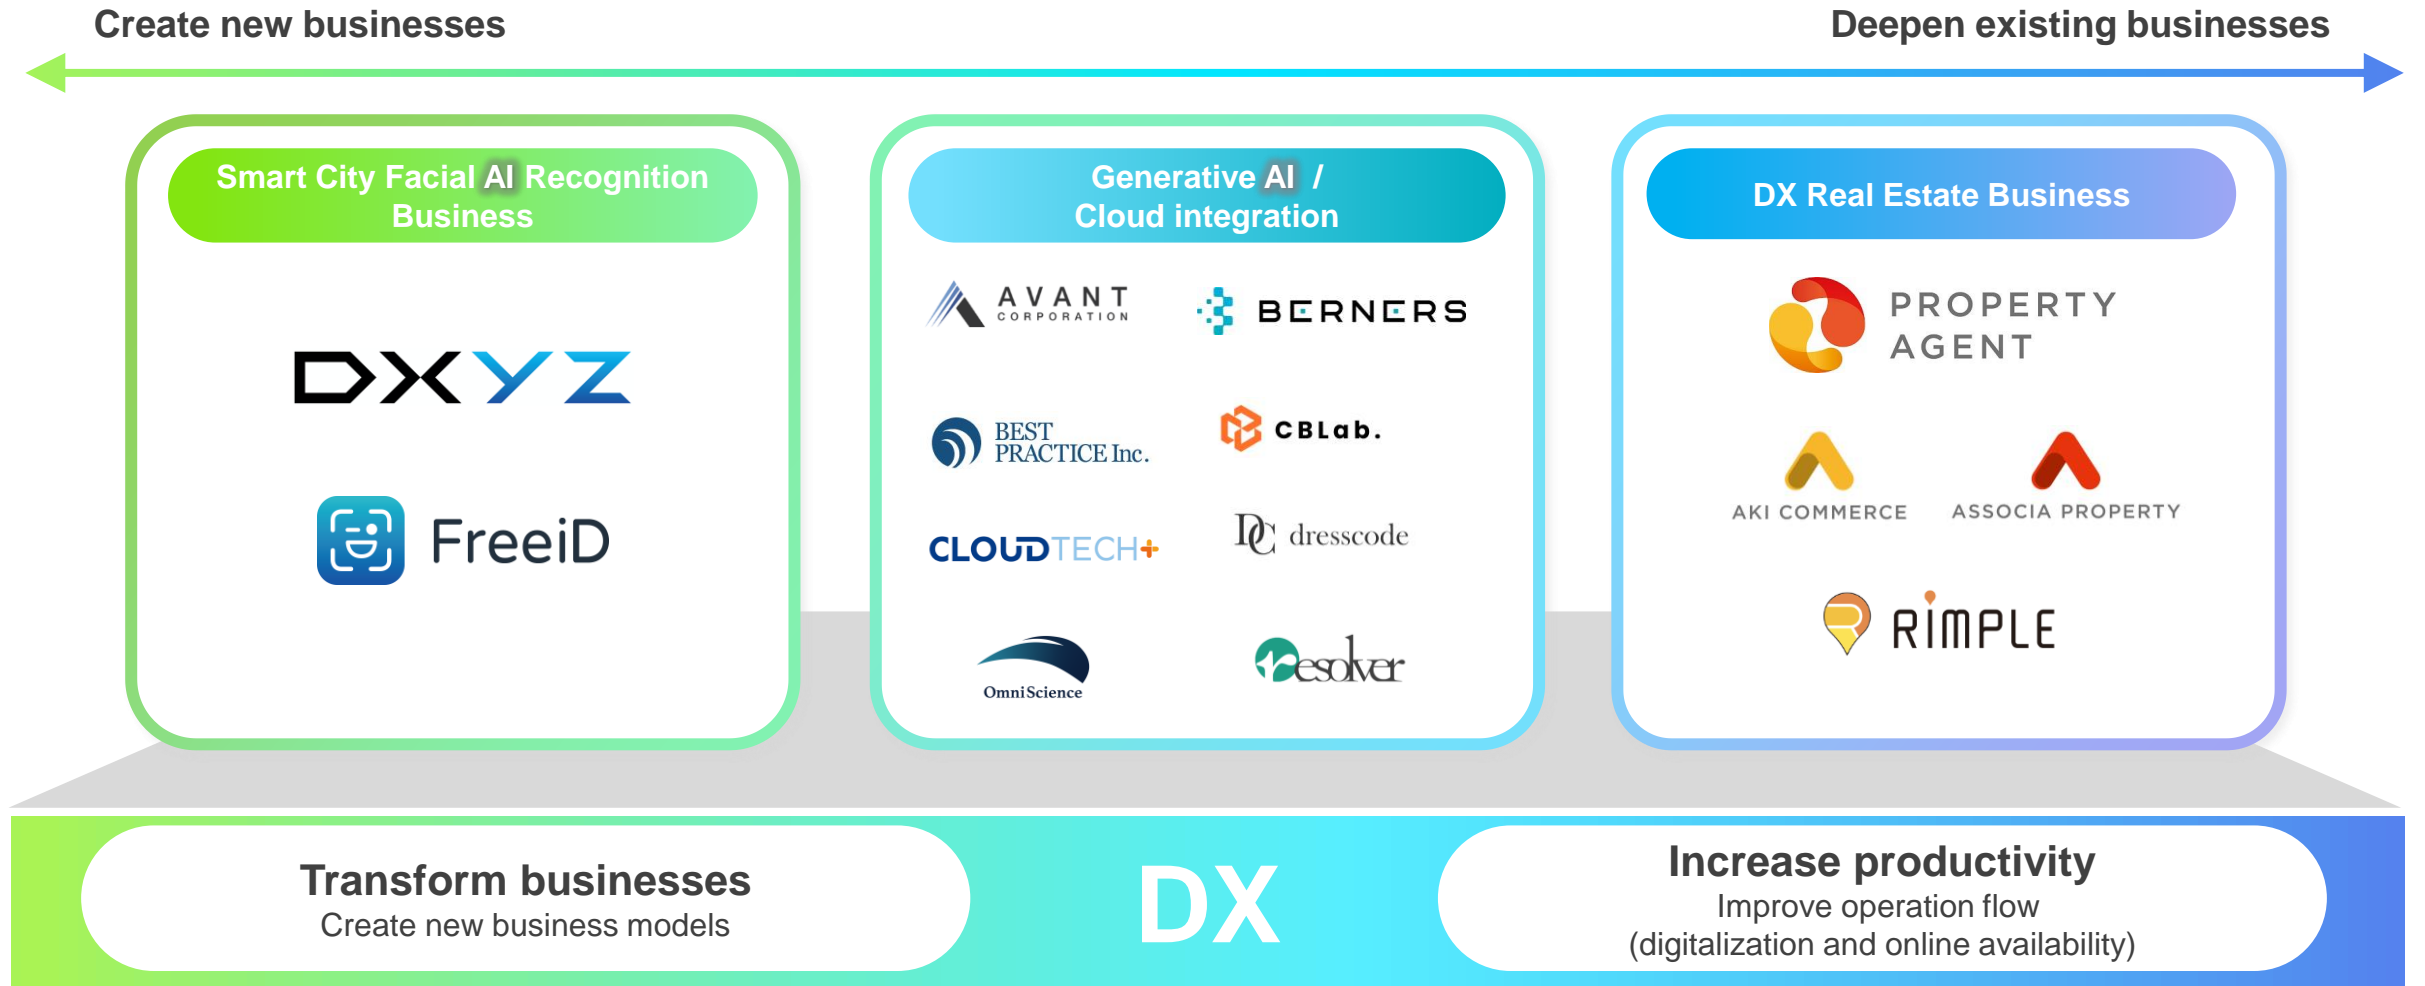 Create new businesses
Deepen existing businesses
Smart City Facial AI Recognition
Business
DXYZ
FreeiD
Generative AI /
Cloud integration
AVANT
CORPORATION
BERNERS
BEST
PRACTICE Inc.
CBLab.
CLOUDTECH+
DC dresscode
OmniScience
resolver
DX Real Estate Business
PROPERTY
AGENT
AKI COMMERCE
ASSOCIA PROPERTY
RIMPLE
Transform businesses
Create new business models
DX
Increase productivity
Improve operation flow
(digitalization and online availability)